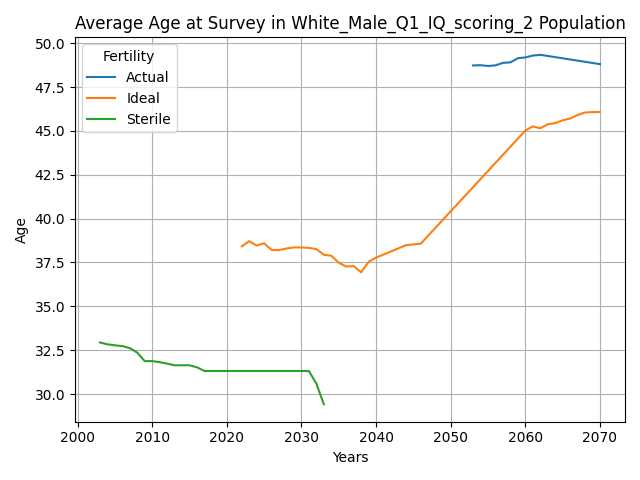 Average Age at Survey in White_Male_Q1_IQ_scoring_2 Population
50.0
47.5
45.0
42.5
40.0
37.5
35.0
32.5
30.0
Age
Fertility
Actual
Ideal
Sterile
2000 2010 2020 2030 2040 2050 2060 2070
Years